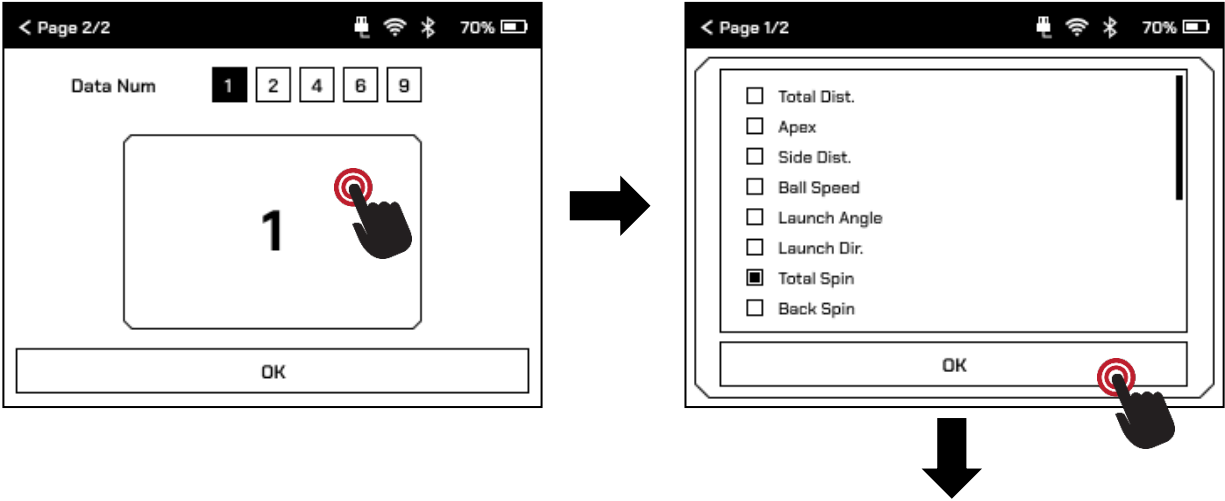 < Page 2/2 70%
Data Num 1 2 4 6 9
1
OK
< Page 1/2 70%
Total Dist.
Apex
Side Dist.
Ball Speed
Launch Angle
Launch Dir.
Total Spin
Back Spin
OK